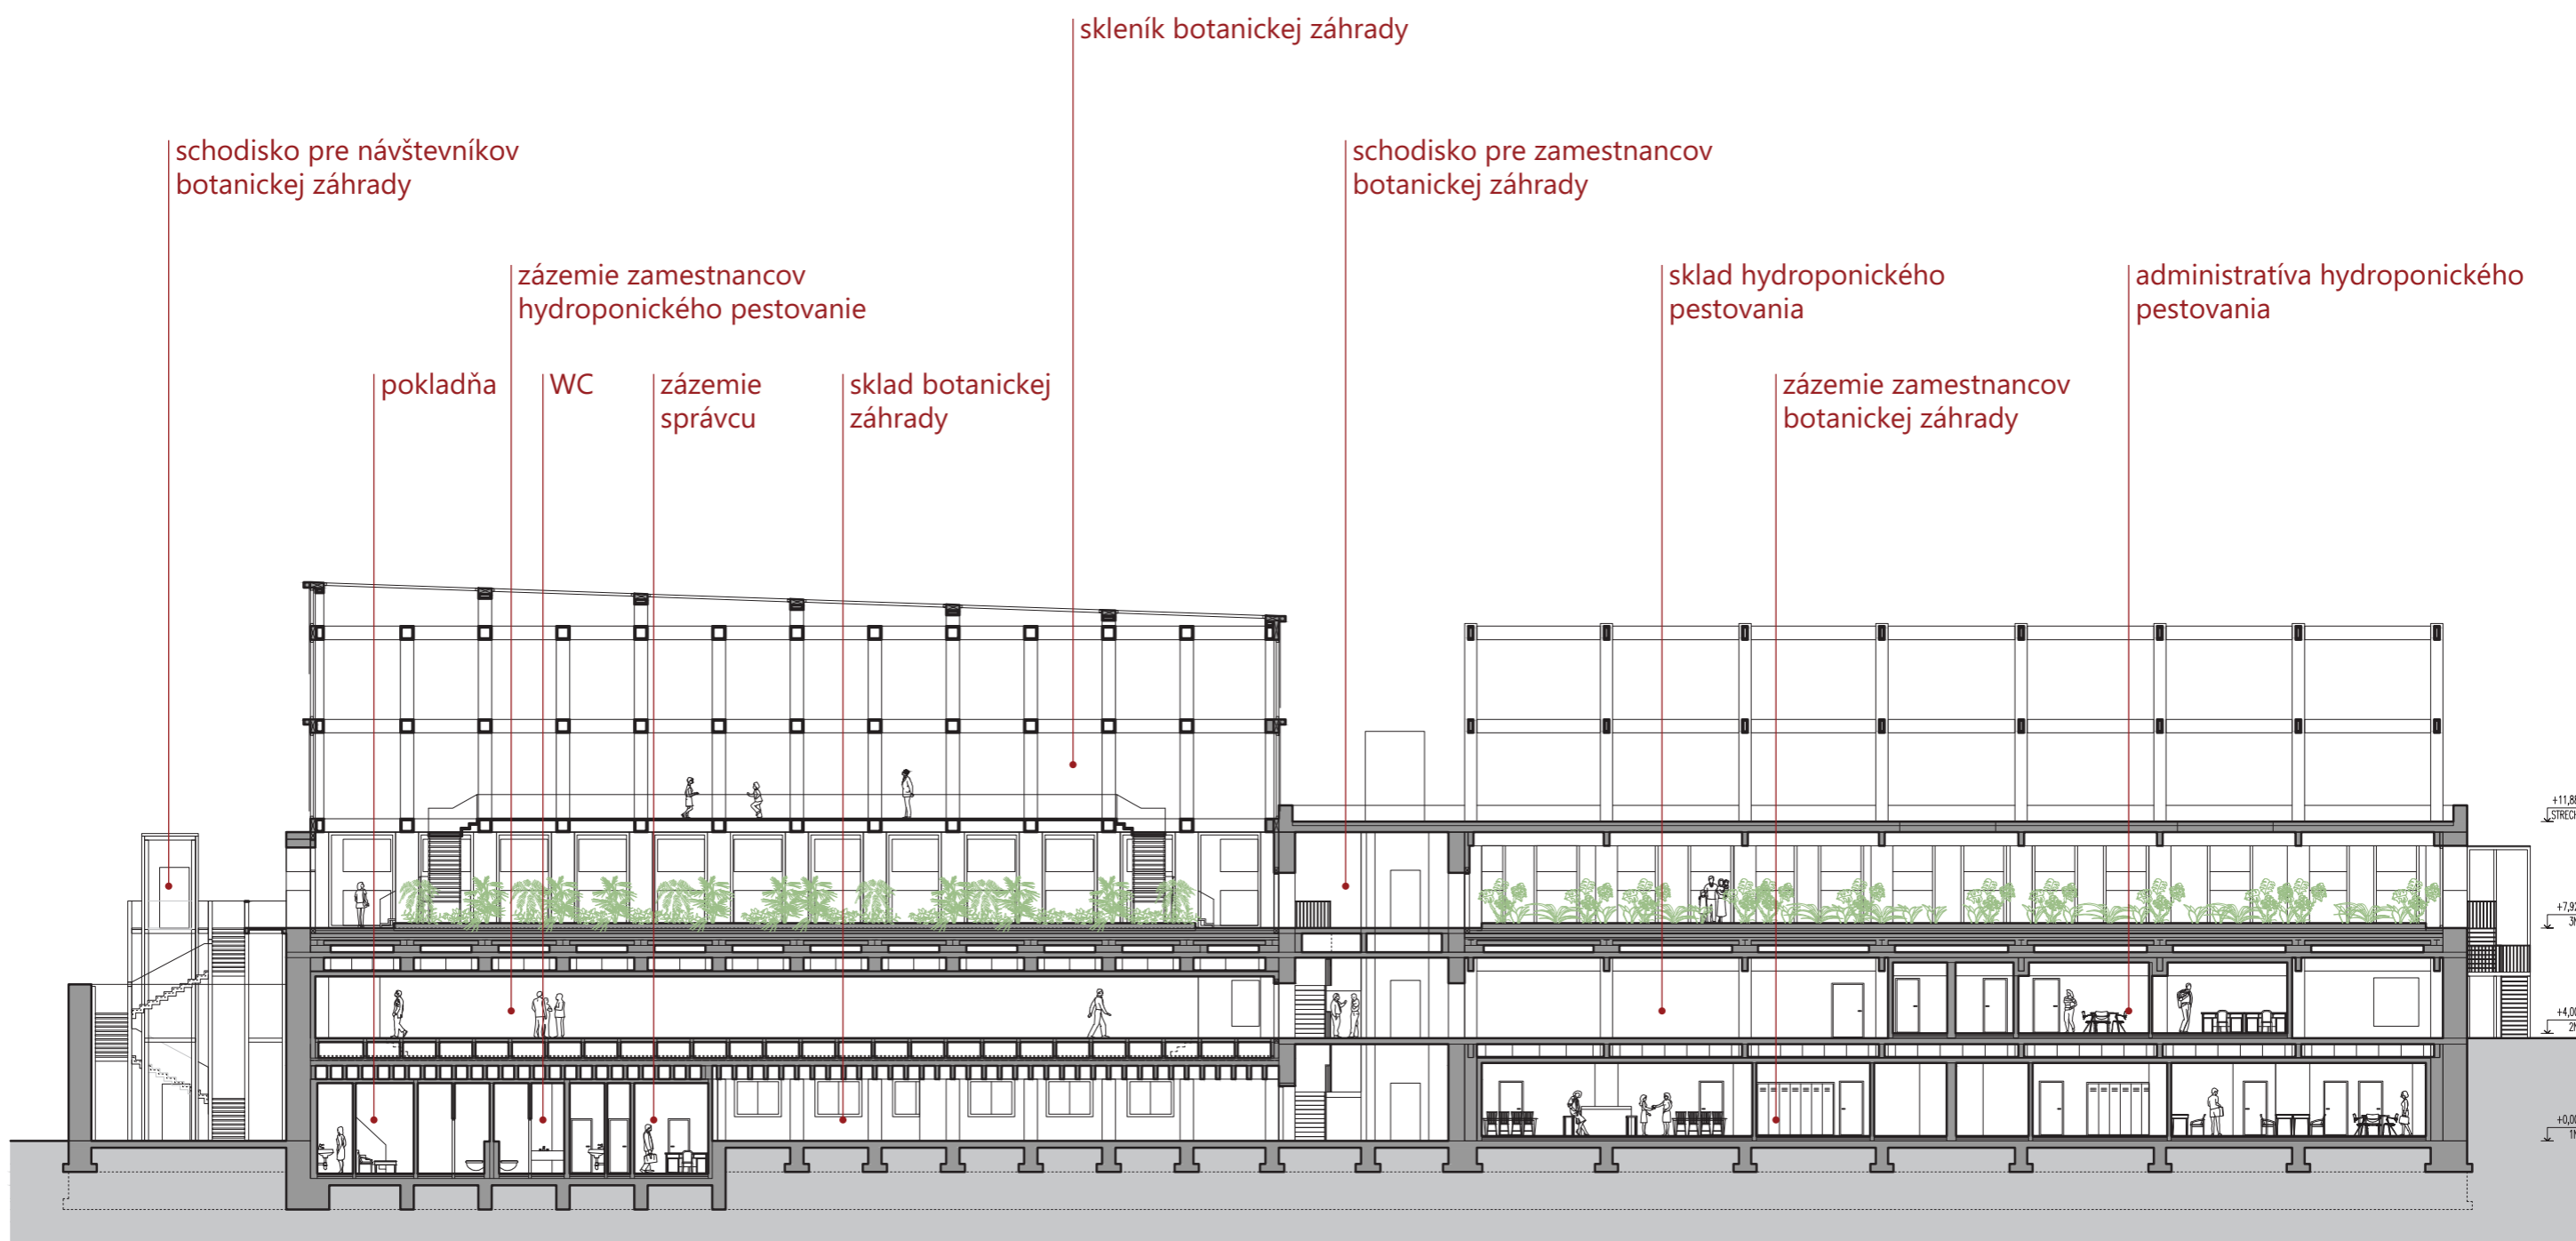 skleník botanickej záhrady
schodisko pre návštevníkov
botanickej záhrady
schodisko pre zamestnancov
botanickej záhrady
zázemie zamestnancov
hydroponického pestovanie
sklad hydroponického
pestovania
administratíva hydroponického
pestovania
pokladňa
WC
zázemie
správcu
sklad botanickej
záhrady
zázemie zamestnancov
botanickej záhrady